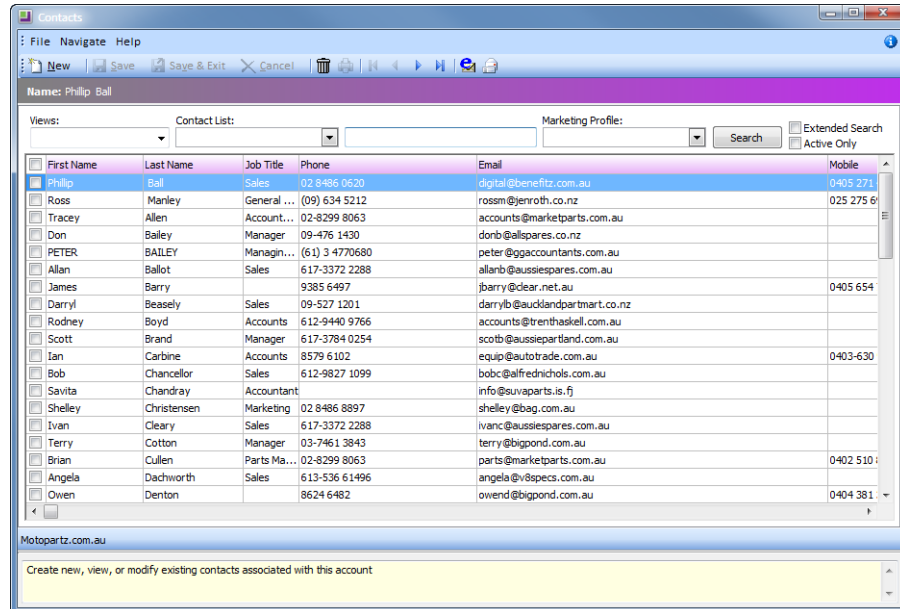 Contacts
File Navigate Help
New Save Save & Exit Cancel
Name: Phillip Ball
Views: Contact List: Marketing Profile:
Search Extended Search
Active Only
First Name Last Name Job Title Phone Email Mobile
Phillip Ball Sales 02 8486 0620 digital@benefitz.com.au 0405 271
Ross Manley General ... (09) 634 5212 rossm@jenroth.co.nz 025 275 6
Tracey Allen Account... 02-8299 8063 accounts@marketparts.com.au
Don Bailey Manager 09-476 1430 donb@allspares.co.nz
PETER BAILEY Managin... (61) 3 4770680 peter@ggaccountants.com.au
Allan Ballot Sales 617-3372 2288 allanb@aussiespares.com.au
James Barry 9385 6497 jbarry@clear.net.au 0405 654
Darryl Beasely Sales 09-527 1201 darrylb@aucklandpartmart.co.nz
Rodney Boyd Accounts 612-9440 9766 accounts@trenthaskell.com.au
Scott Brand Manager 617-3784 0254 scotb@aussiepartland.com.au
Ian Carbine Accounts 8579 6102 equip@autotrade.com.au 0403-630
Bob Chancellor Sales 612-9827 1099 bobc@alfrednichols.com.au
Savita Chandray Accountant info@suvaparts.is.fj
Shelley Christensen Marketing 02 8486 8897 shelley@bag.com.au
Ivan Cleary Sales 617-3372 2288 ivanc@aussiespares.com.au
Terry Cotton Manager 03-7461 3843 terry@bigpond.com.au
Brian Cullen Parts Ma... 02-8299 8063 parts@marketparts.com.au 0402 510
Angela Dachworth Sales 613-536 61496 angela@v8specs.com.au
Owen Denton 8624 6482 owend@bigpond.com.au 0404 381
Motopartz.com.au
Create new, view, or modify existing contacts associated with this account